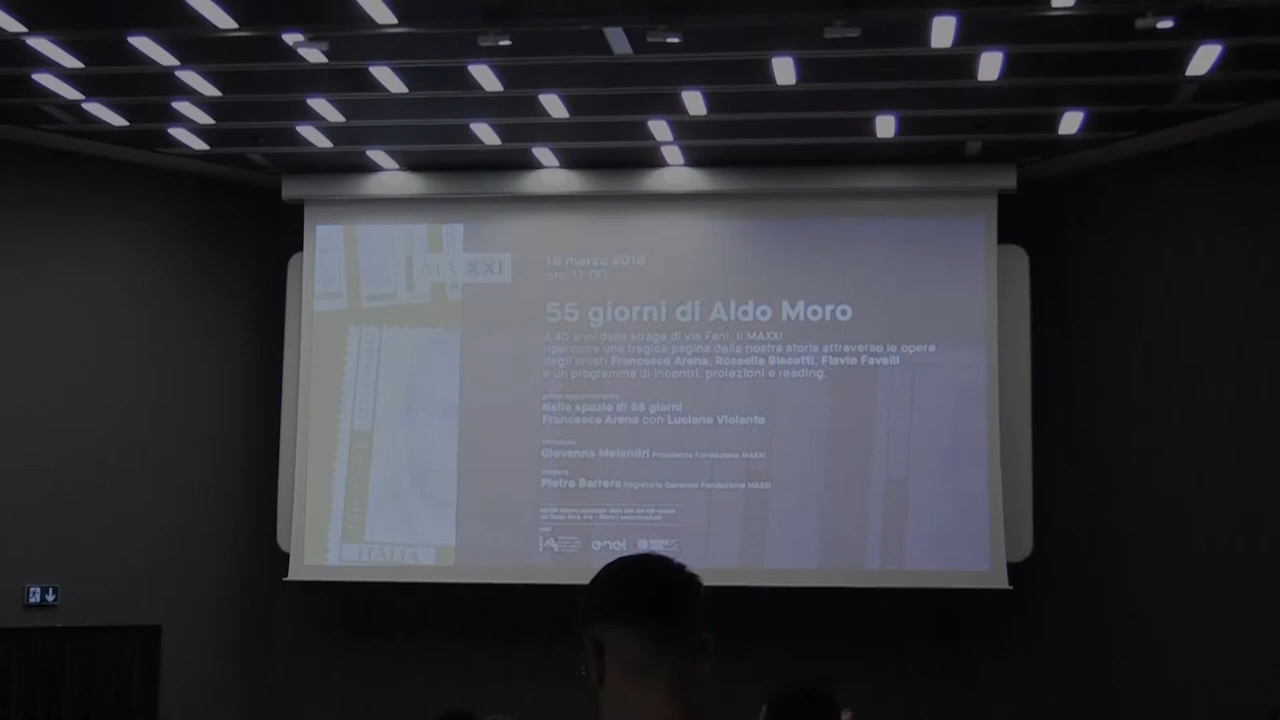 MAXXI
16 marzo 2018
ore 11.00
55 giorni di Aldo Moro
A 40 anni dalla strage di via Fani, il MAXXI
ripercorre una tragica pagina della nostra storia attraverso le opere
degli artisti Francesco Arena, Rossella Biscotti, Flavio Favelli
e un programma di incontri, proiezioni e reading.
primo appuntamento
Nello spazio di 55 giorni
Francesco Arena con Luciano Violante
Giovanna Melandri Presidente Fondazione MAXXI
modera
Pietro Barrera Segretario Generale Fondazione MAXXI
enel
ITALIA